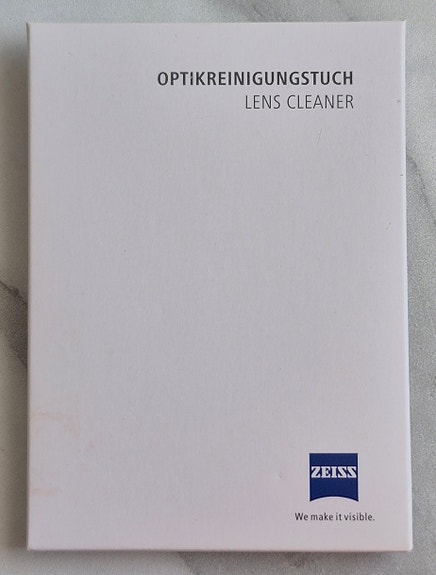 OPTIKREINIGUNGSTUCH
LENS CLEANER
ZEISS
We make it visible.